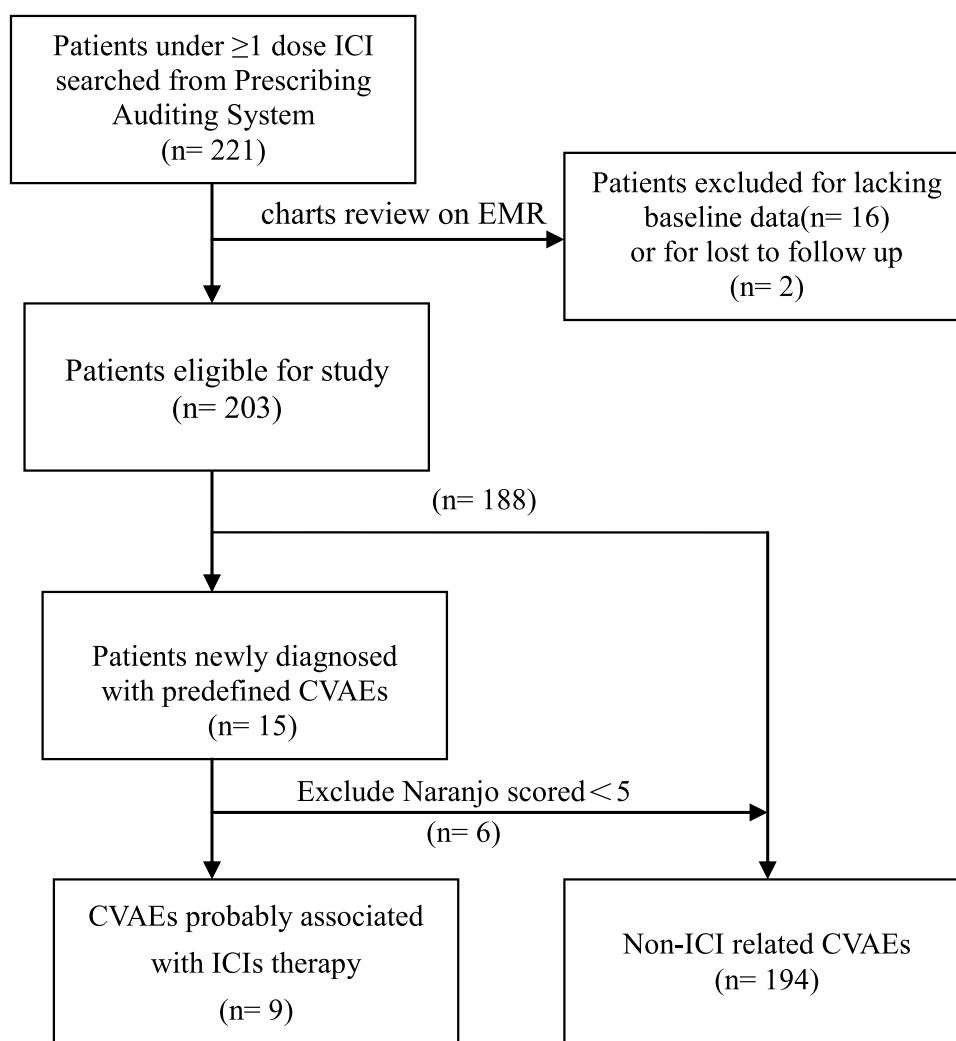 Patients under ≥1 dose ICI
searched from Prescribing
Auditing System
(n= 221)
charts review on EMR
Patients excluded for lacking
baseline data(n= 16)
or for lost to follow up
(n= 2)
Patients eligible for study
(n= 203)
(n= 188)
Patients newly diagnosed
with predefined CVAEs
(n= 15)
Exclude Naranjo scored<5
(n= 6)
CVAEs probably associated
with ICIs therapy
(n= 9)
Non-ICI related CVAEs
(n= 194)